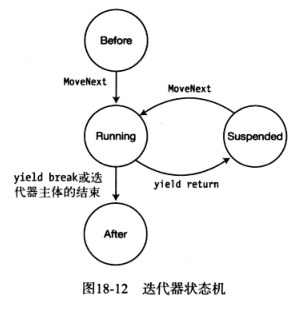 Before
MoveNext
MoveNext
Running
Suspended
yield break或迭
代器主体的结束
yield return
After
图18-12 迭代器状态机